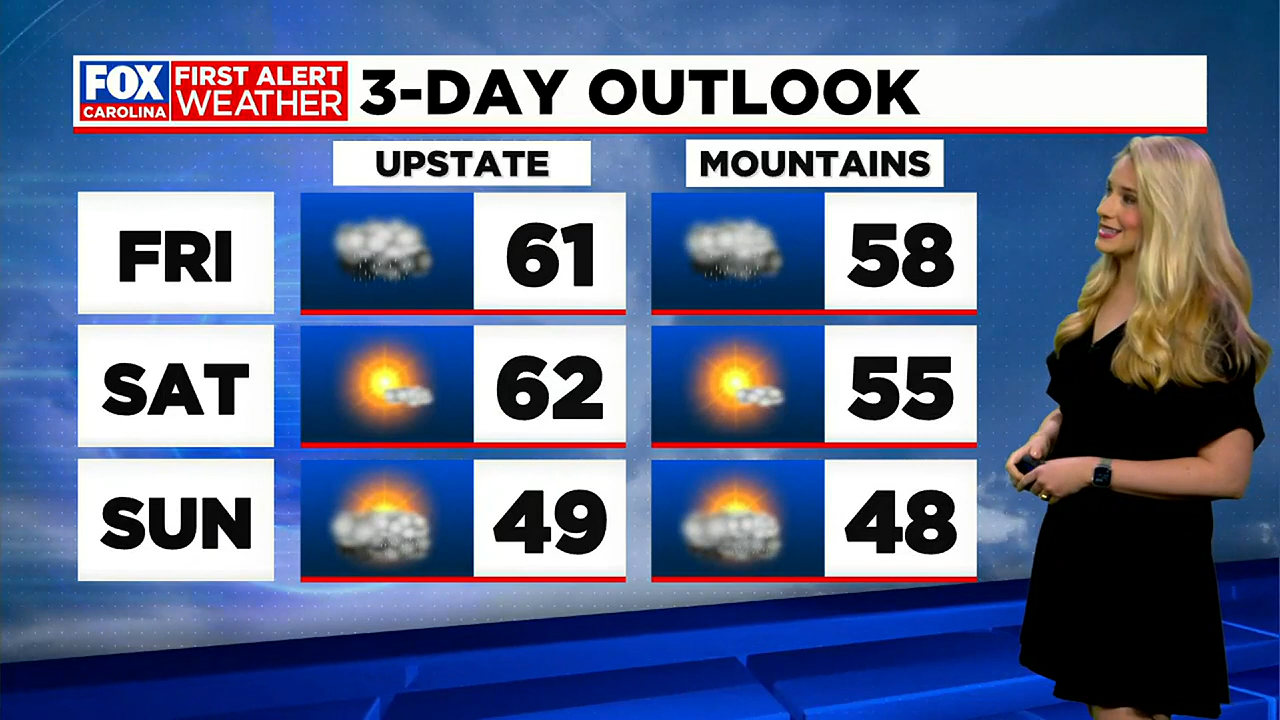 FOX
CAROLINA
FIRST ALERT
WEATHER
3-DAY OUTLOOK
UPSTATE
MOUNTAINS
FRI
61
58
SAT
62
55
SUN
49
48